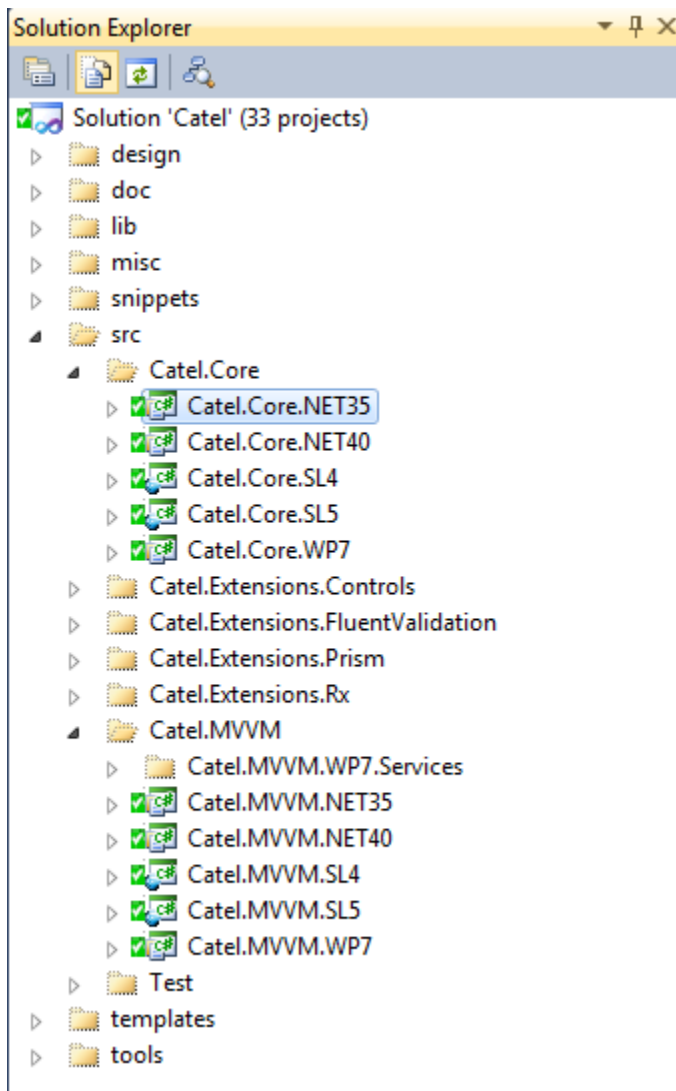 Solution Explorer
Solution 'Catel' (33 projects)
design
doc
lib
misc
snippets
src
Catel.Core
Catel.Core.NET35
Catel.Core.NET40
Catel.Core.SL4
Catel.Core.SL5
Catel.Core.WP7
Catel.Extensions.Controls
Catel.Extensions.FluentValidation
Catel.Extensions.Prism
Catel.Extensions.Rx
Catel.MVVM
Catel.MVVM.WP7.Services
Catel.MVVM.NET35
Catel.MVVM.NET40
Catel.MVVM.SL4
Catel.MVVM.SL5
Catel.MVVM.WP7
Test
templates
tools